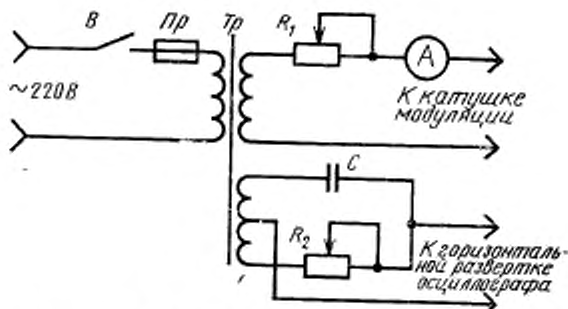 В
Пр
Тр
R₁
А
~220В
К катушке
модуляции
С
R₂
К горизонталь-
ной развертке
осциллографа